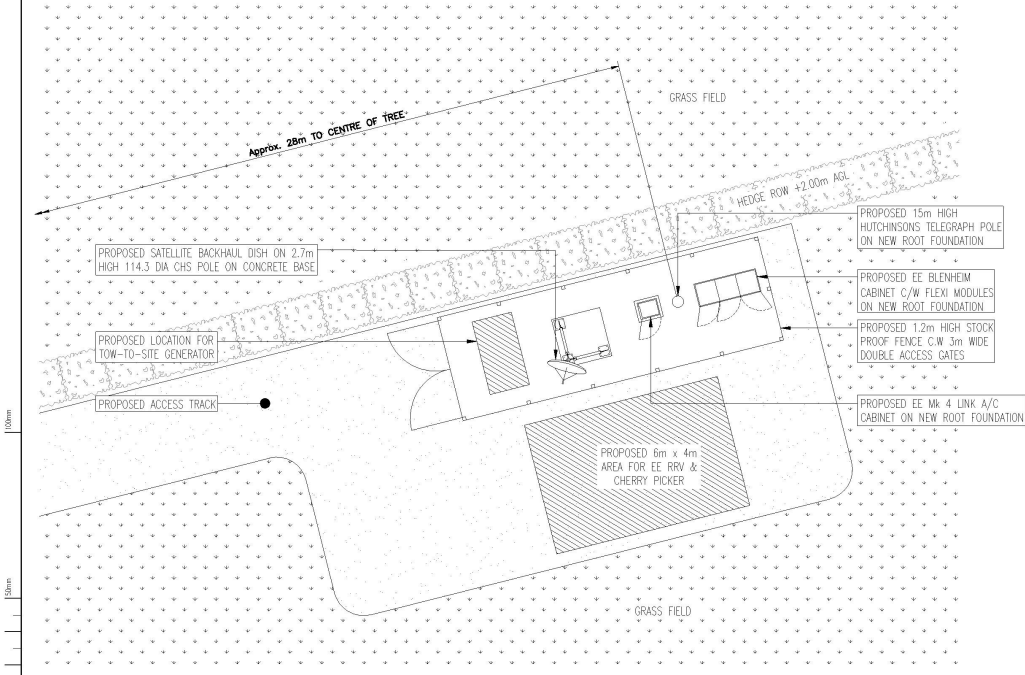 GRASS FIELD
Approx. 28m TO CENTRE OF TREE
HEDGE ROW +2.00m AGL
PROPOSED 15m HIGH
HUTCHINSONS TELEGRAPH POLE
ON NEW ROOT FOUNDATION
PROPOSED SATELLITE BACKHAUL DISH ON 2.7m
HIGH 114.3 DIA CHS POLE ON CONCRETE BASE
PROPOSED EE BLENHEIM
CABINET C/W FLEXI MODULES
ON NEW ROOT FOUNDATION
PROPOSED LOCATION FOR
TOW-TO-SITE GENERATOR
PROPOSED 1.2m HIGH STOCK
PROOF FENCE C.W 3m WIDE
DOUBLE ACCESS GATES
PROPOSED ACCESS TRACK
PROPOSED EE Mk 4 LINK A/C
CABINET ON NEW ROOT FOUNDATION
100mm
PROPOSED 6m x 4m
AREA FOR EE RRV &
CHERRY PICKER
50mm
GRASS FIELD